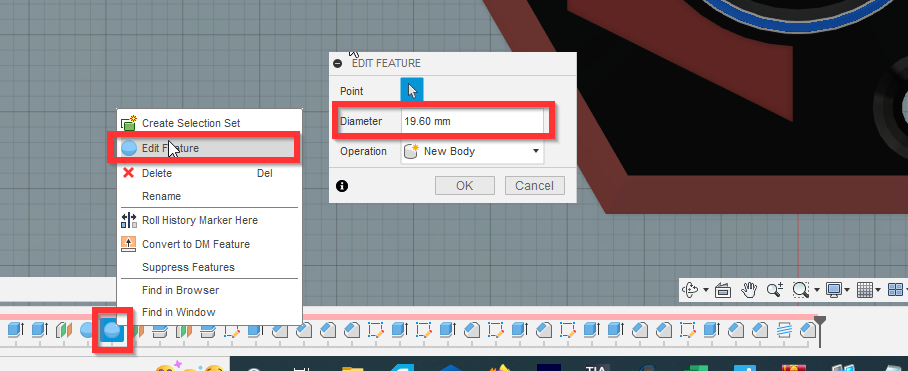 EDIT FEATURE
Point
Diameter 19.60 mm
Operation New Body
OK Cancel
Create Selection Set
Edit Feature
Delete Del
Rename
Roll History Marker Here
Convert to DM Feature
Suppress Features
Find in Browser
Find in Window
TIA